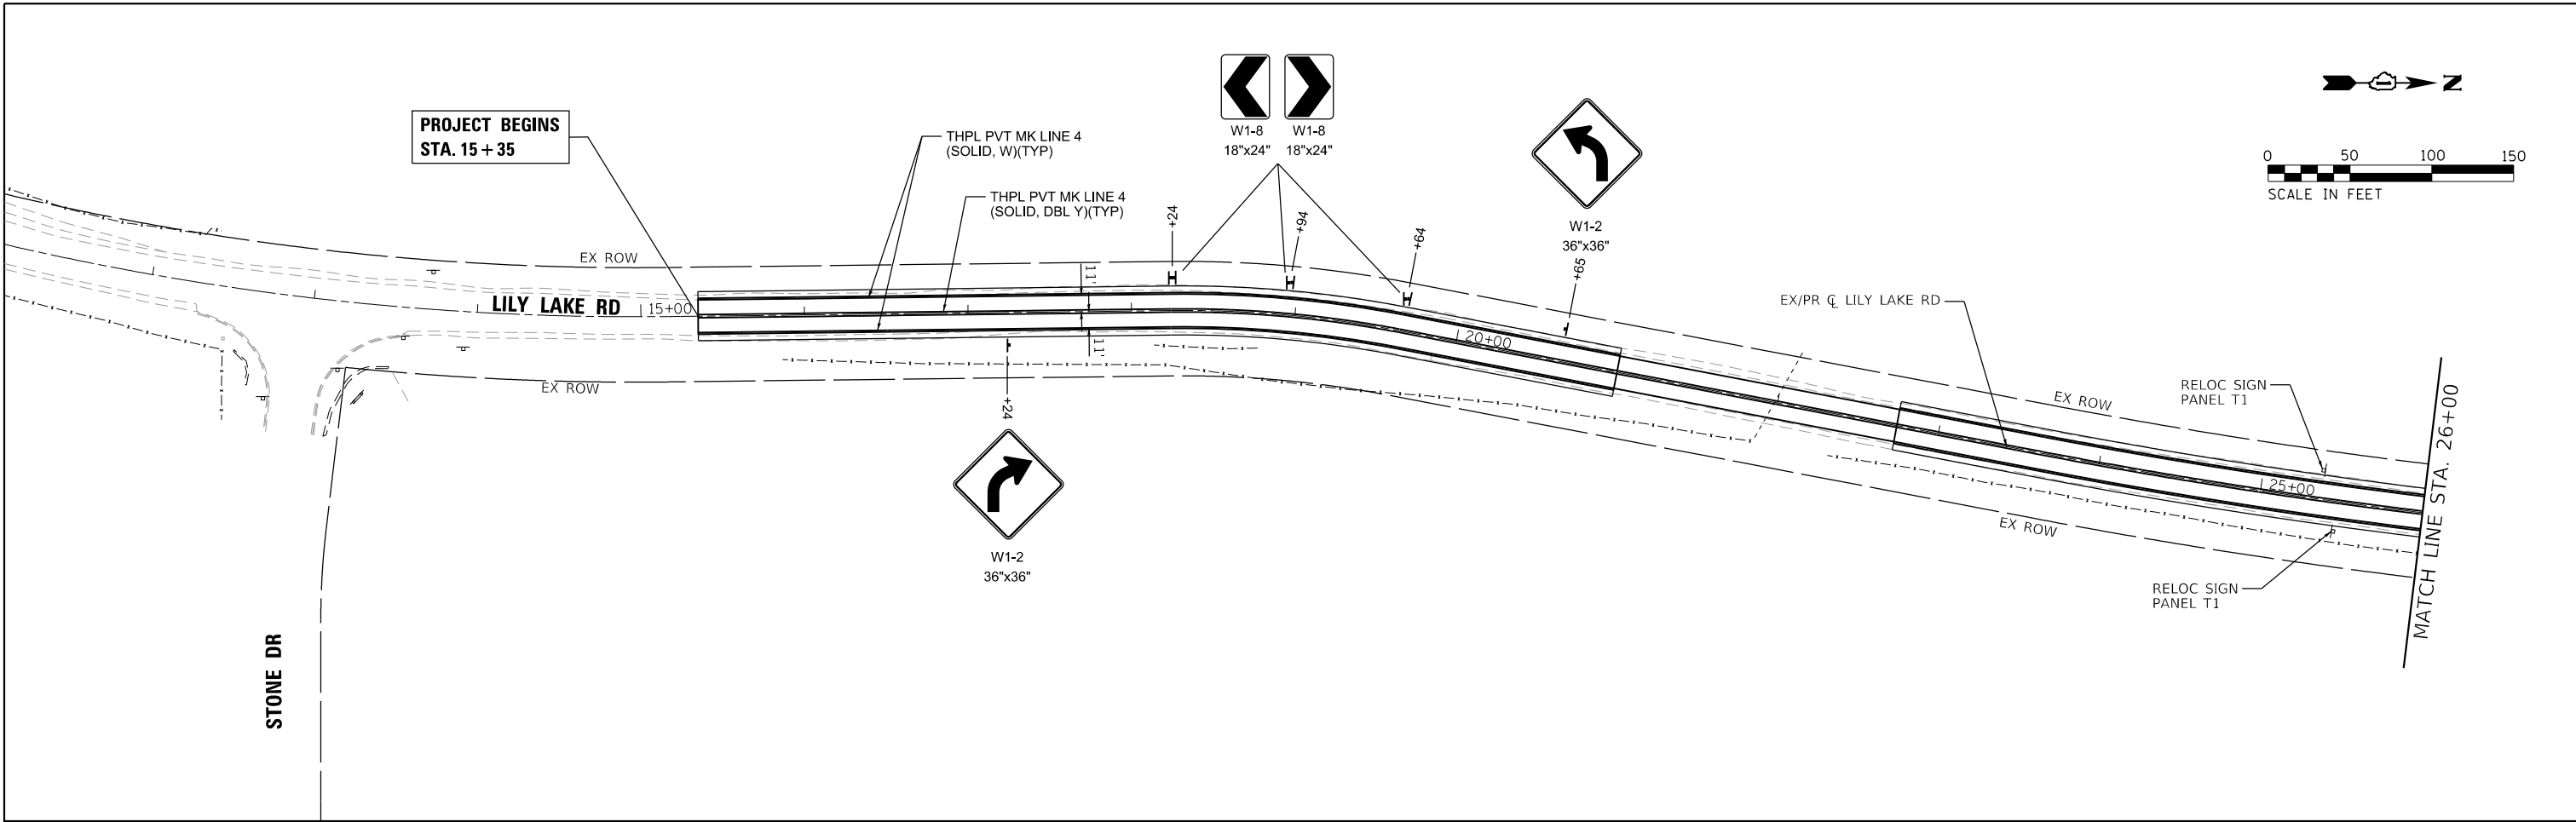 PROJECT BEGINS
STA. 15+35
THPL PVT MK LINE 4
(SOLID, W)(TYP)
THPL PVT MK LINE 4
(SOLID, DBL Y)(TYP)
W1-8
18"x24"
W1-8
18"x24"
W1-2
36"x36"
N
0 50 100 150
SCALE IN FEET
+24
+94
+64
+65
EX ROW
11'
LILY LAKE RD
15+00
20+00
EX/PR CL LILY LAKE RD
11'
EX ROW
+24
W1-2
36"x36"
EX ROW
RELOC SIGN
PANEL T1
25+00
EX ROW
RELOC SIGN
PANEL T1
MATCH LINE STA. 26+00
STONE DR